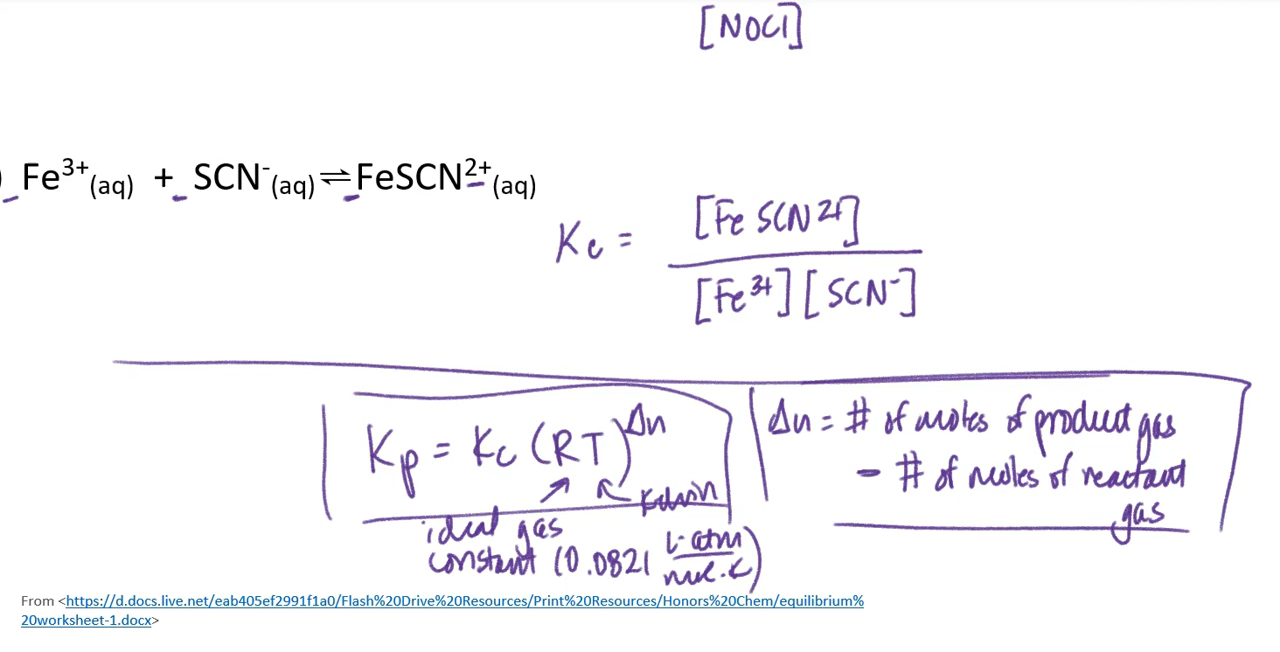 [NOCl]
) _ Fe³⁺(aq) + _ SCN⁻(aq) ⇌ _ FeSCN²⁺(aq)
Kc = [FeSCN²⁺]
[Fe³⁺][SCN⁻]
Kp = Kc (RT)^Δn
Kelvin
ideal gas
constant (0.0821 L·atm
mol·K)
Δn = # of moles of product gas
- # of moles of reactant
gas
From <https://d.docs.live.net/eab405ef2991f1a0/Flash%20Drive%20Resources/Print%20Resources/Honors%20Chem/equilibrium%
20worksheet-1.docx>